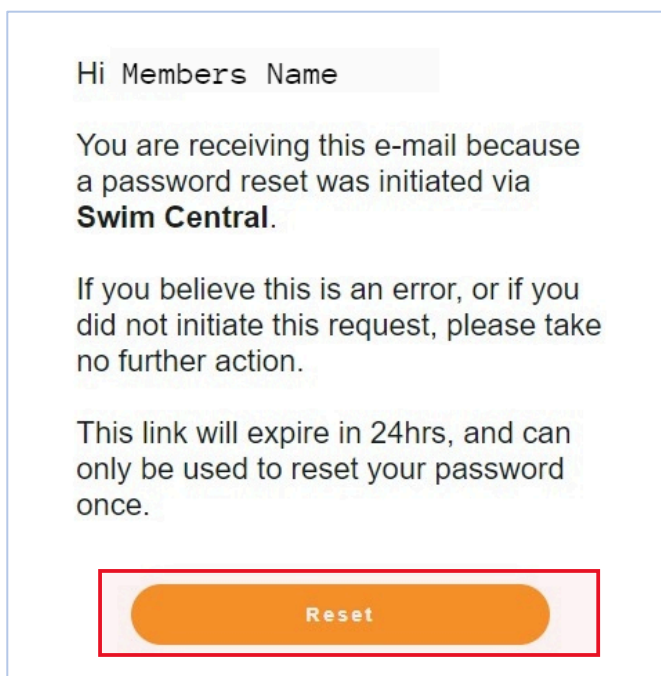 Hi Members Name
You are receiving this e-mail because
a password reset was initiated via
Swim Central.
If you believe this is an error, or if you
did not initiate this request, please take
no further action.
This link will expire in 24hrs, and can
only be used to reset your password
once.
Reset